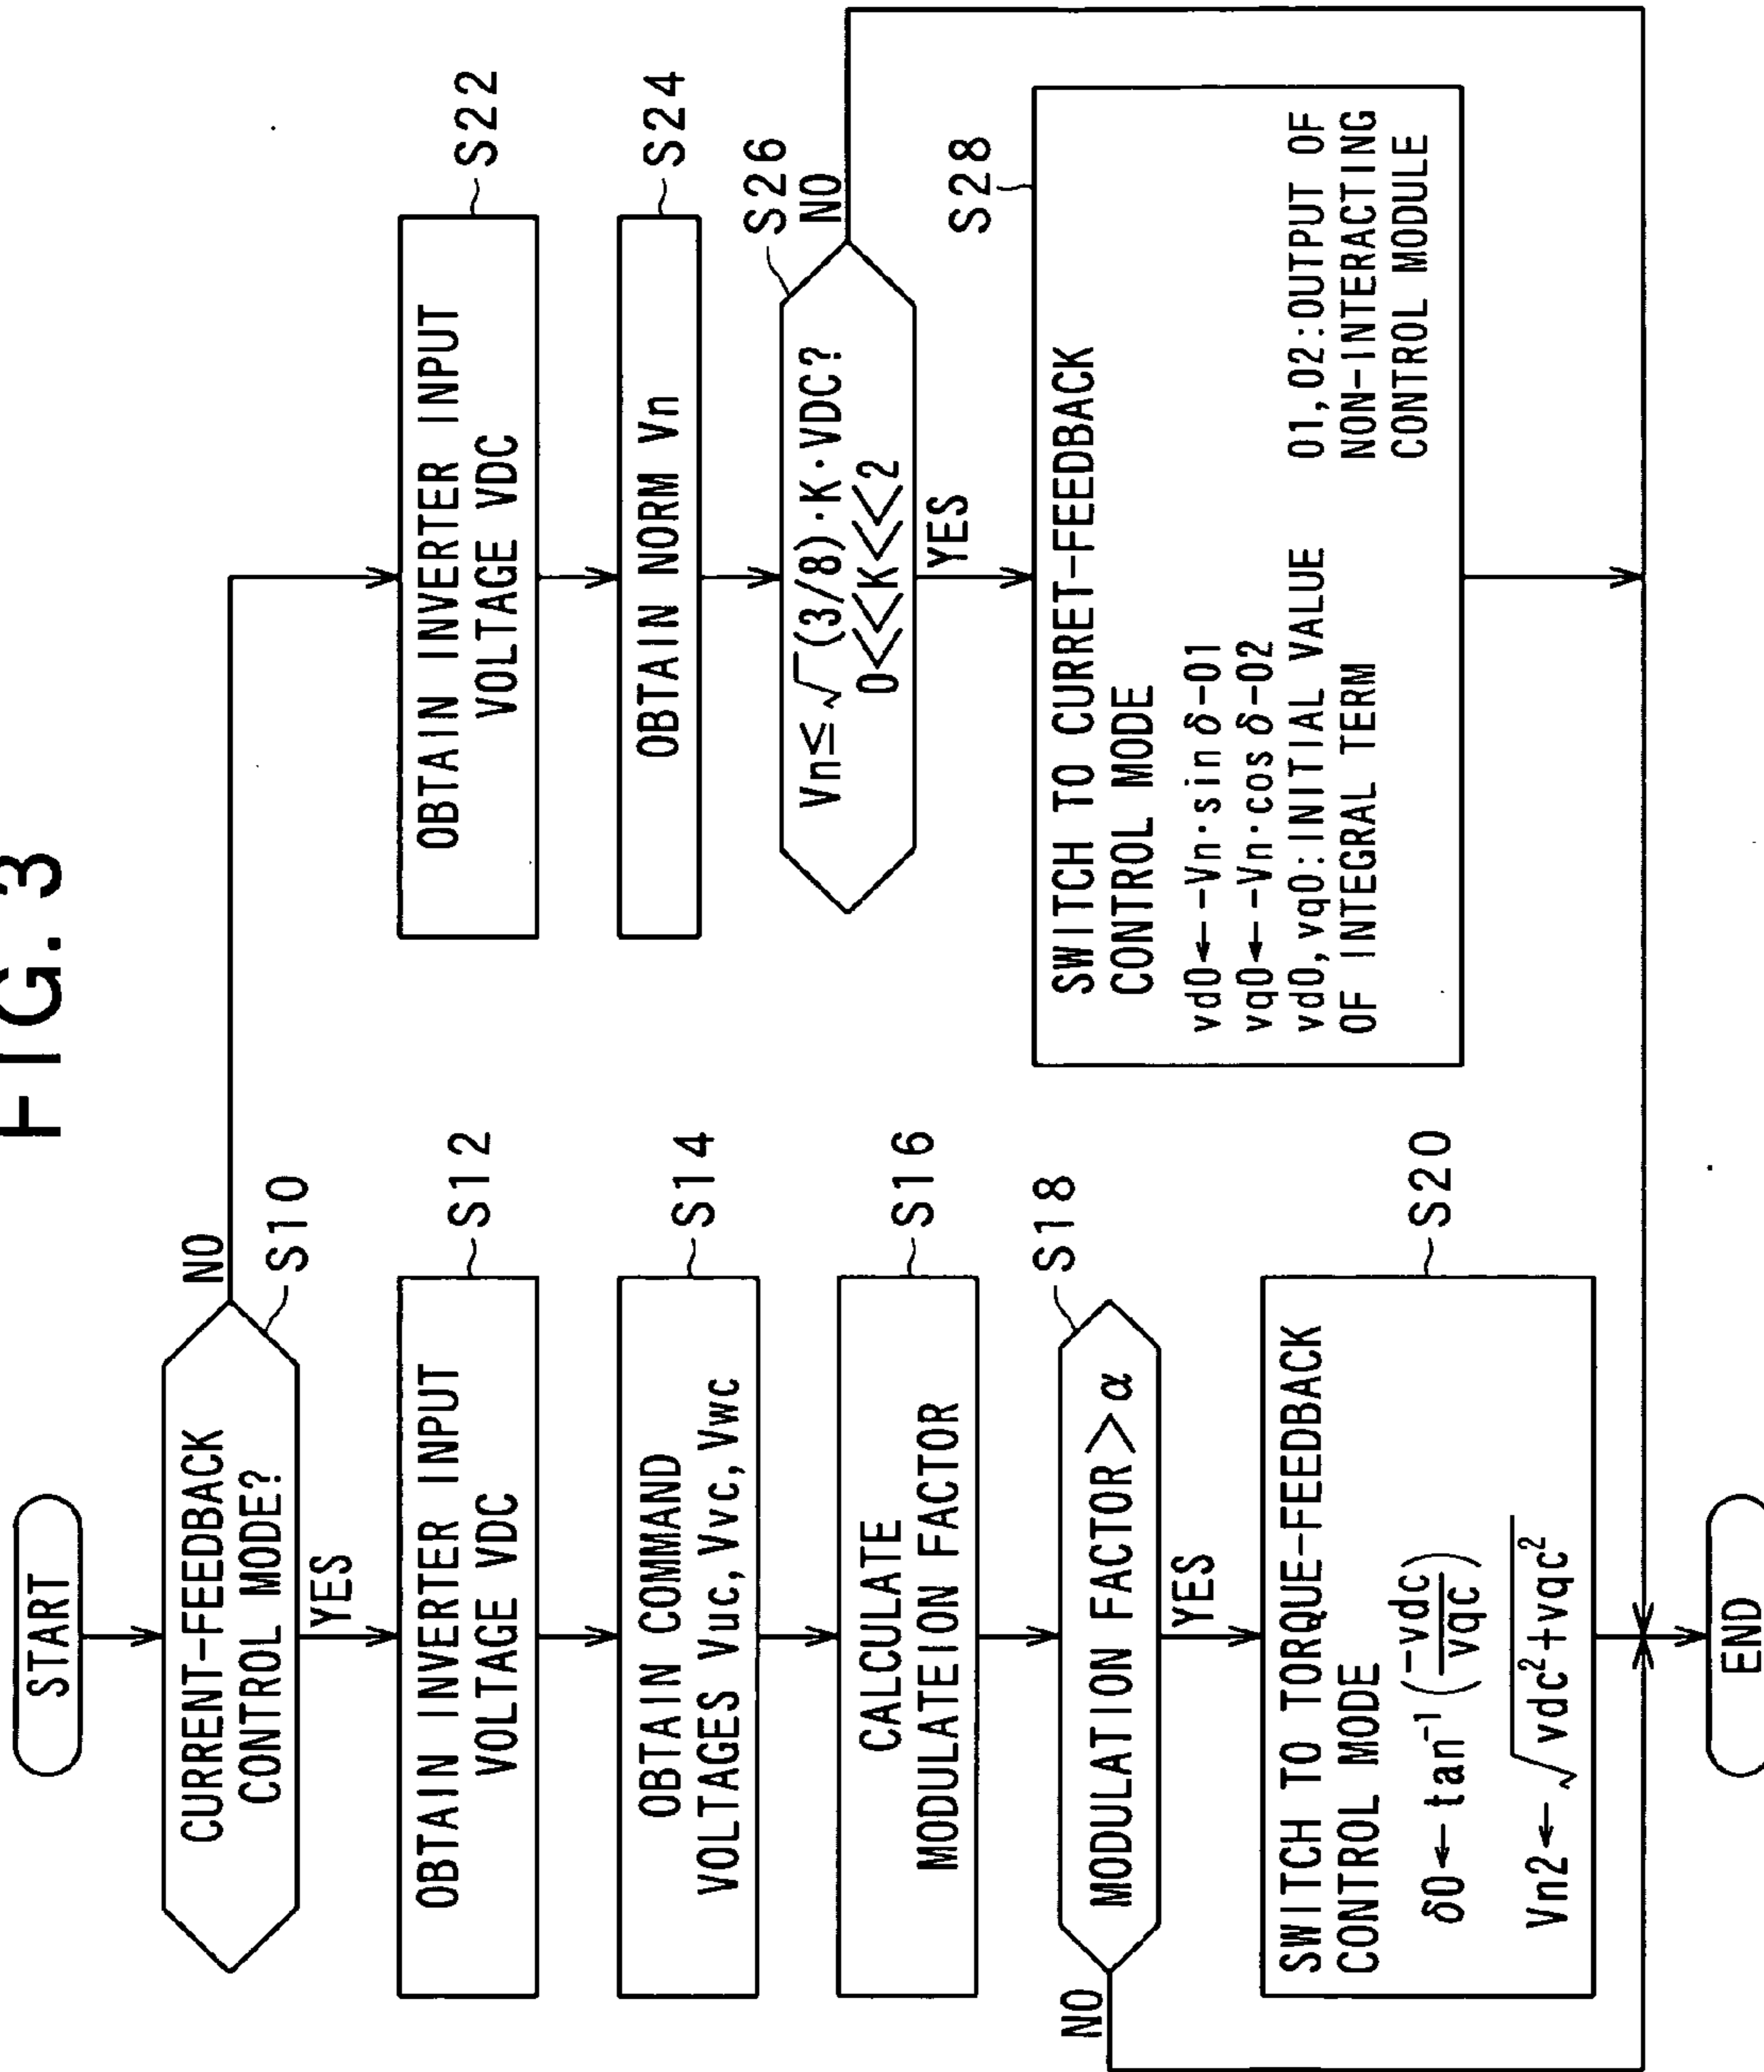 FIG. 3
START
CURRENT-FEEDBACK
CONTROL MODE?
NO
S10
YES
OBTAIN INVERTER INPUT
VOLTAGE VDC
S12
OBTAIN COMMAND
VOLTAGES Vuc, Vvc, Vwc
S14
CALCULATE
MODULATEION FACTOR
S16
MODULATION FACTOR>α
S18
NO
YES
SWITCH TO TORQUE-FEEDBACK
CONTROL MODE
δ0←tan⁻¹(-vdc/vqc)
Vn2←√vdc²+vqc²
S20
OBTAIN INVERTER INPUT
VOLTAGE VDC
S22
OBTAIN NORM Vn
S24
Vn≤√(3/8)·K·VDC?
0<<K<<2
S26
NO
YES
SWITCH TO CURRET-FEEDBACK
CONTROL MODE
vd0←-Vn·sinδ-01
vq0←-Vn·cosδ-02
vd0, vq0:INITIAL VALUE
OF INTEGRAL TERM
01, 02:OUTPUT OF
NON-INTERACTING
CONTROL MODULE
S28
END